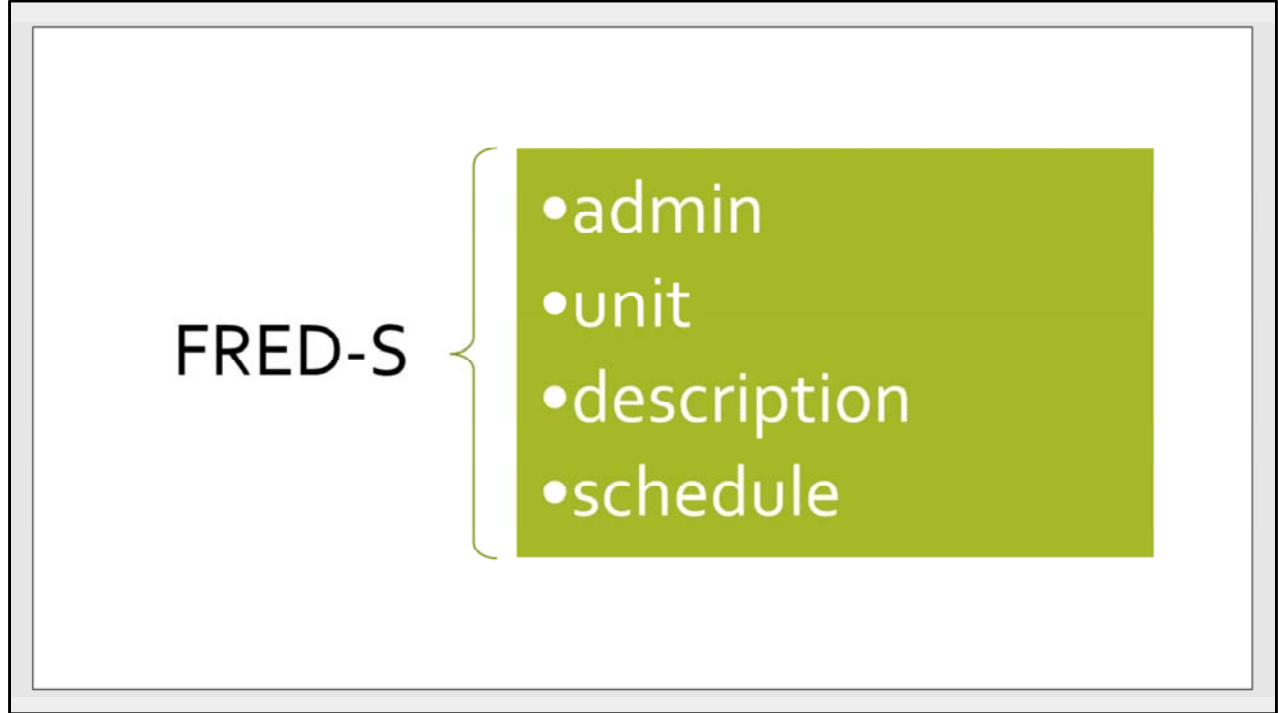 FRED-S
•admin
•unit
•description
•schedule